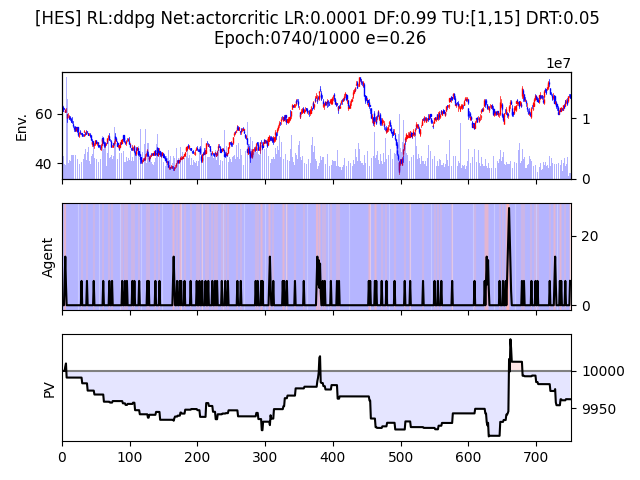 [HES] RL:ddpg Net:actorcritic LR:0.0001 DF:0.99 TU:[1,15] DRT:0.05
Epoch:0740/1000 e=0.26
1e7
Env.
60
40
1
0
Agent
20
0
PV
10000
9950
0 100 200 300 400 500 600 700